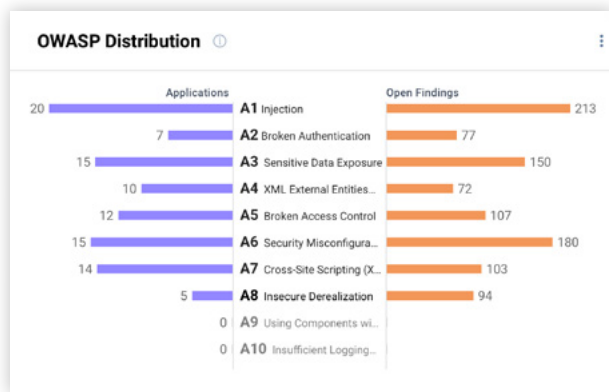 OWASP Distribution
Applications Open Findings
20 A1 Injection 213
7 A2 Broken Authentication 77
15 A3 Sensitive Data Exposure 150
10 A4 XML External Entities... 72
12 A5 Broken Access Control 107
15 A6 Security Misconfigura... 180
14 A7 Cross-Site Scripting (X... 103
5 A8 Insecure Derealization 94
0 A9 Using Components wi...
0 A10 Insufficient Logging...